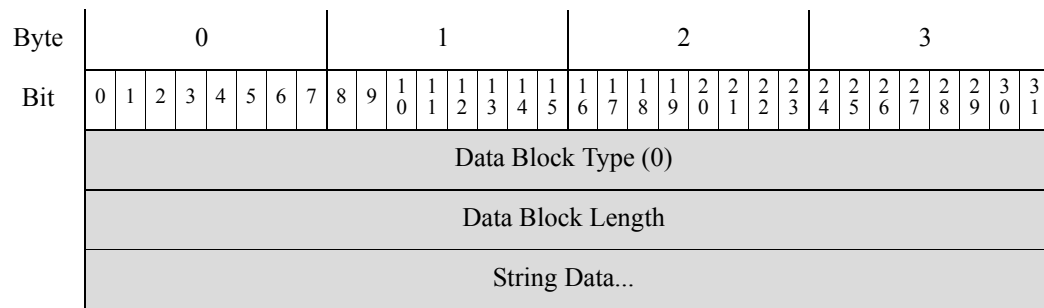 Byte 0 1 2 3
Bit 0 1 2 3 4 5 6 7 8 9 10 11 12 13 14 15 16 17 18 19 20 21 22 23 24 25 26 27 28 29 30 31
Data Block Type (0)
Data Block Length
String Data...